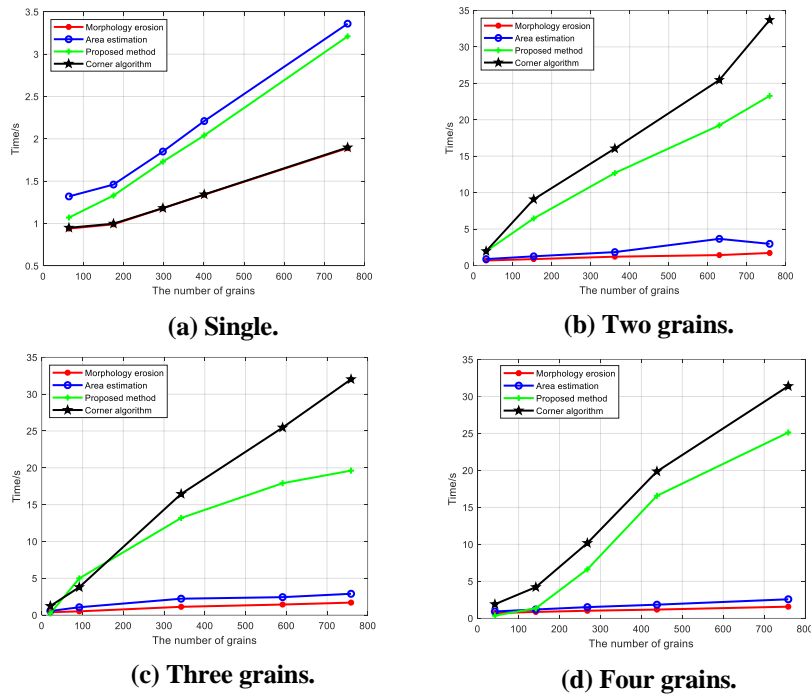 3.5
3
2.5
2
1.5
1
0.5
Time/s
Morphology erosion
Area estimation
Proposed method
Corner algorithm
0 100 200 300 400 500 600 700 800
The number of grains
(a) Single.
35
30
25
20
15
10
5
0
Time/s
Morphology erosion
Area estimation
Proposed method
Corner algorithm
0 100 200 300 400 500 600 700 800
The number of grains
(b) Two grains.
35
30
25
20
15
10
5
0
Time/s
Morphology erosion
Area estimation
Proposed method
Corner algorithm
0 100 200 300 400 500 600 700 800
The number of grains
(c) Three grains.
35
30
25
20
15
10
5
0
Time/s
Morphology erosion
Area estimation
Proposed method
Corner algorithm
0 100 200 300 400 500 600 700 800
The number of grains
(d) Four grains.